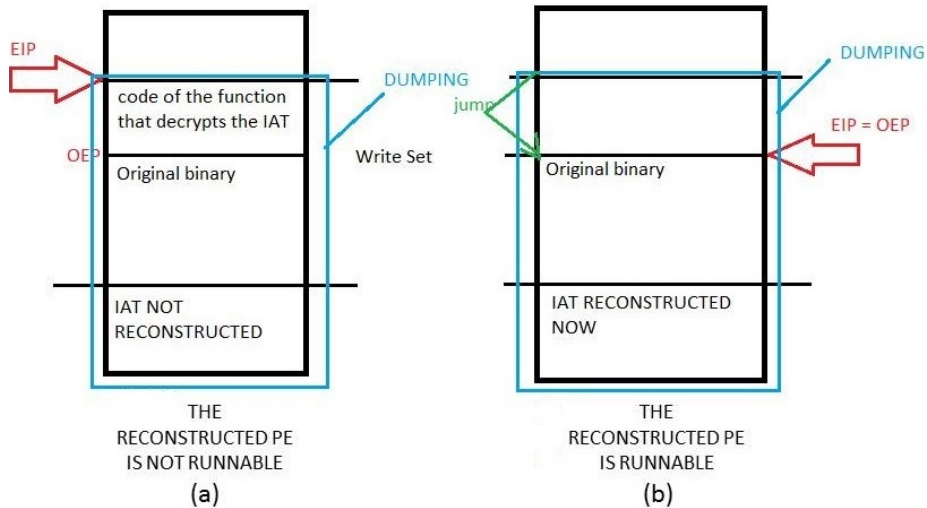 EIP
DUMPING
code of the function
that decrypts the IAT
OEP
Write Set
Original binary
IAT NOT
RECONSTRUCTED
THE
RECONSTRUCTED PE
IS NOT RUNNABLE
(a)
DUMPING
jump
EIP = OEP
Original binary
IAT RECONSTRUCTED
NOW
THE
RECONSTRUCTED PE
IS RUNNABLE
(b)